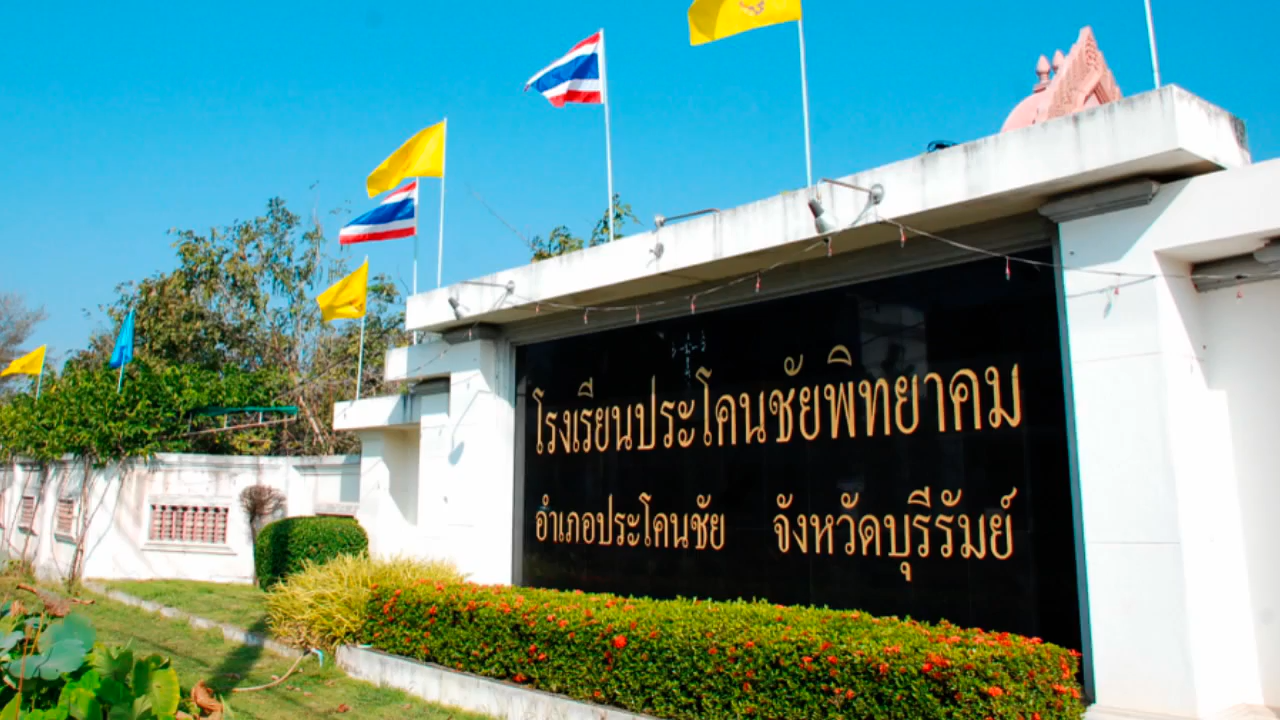 โรงเรียนประโคนชัยพิทยาคม
อำเภอประโคนชัย จังหวัดบุรีรัมย์